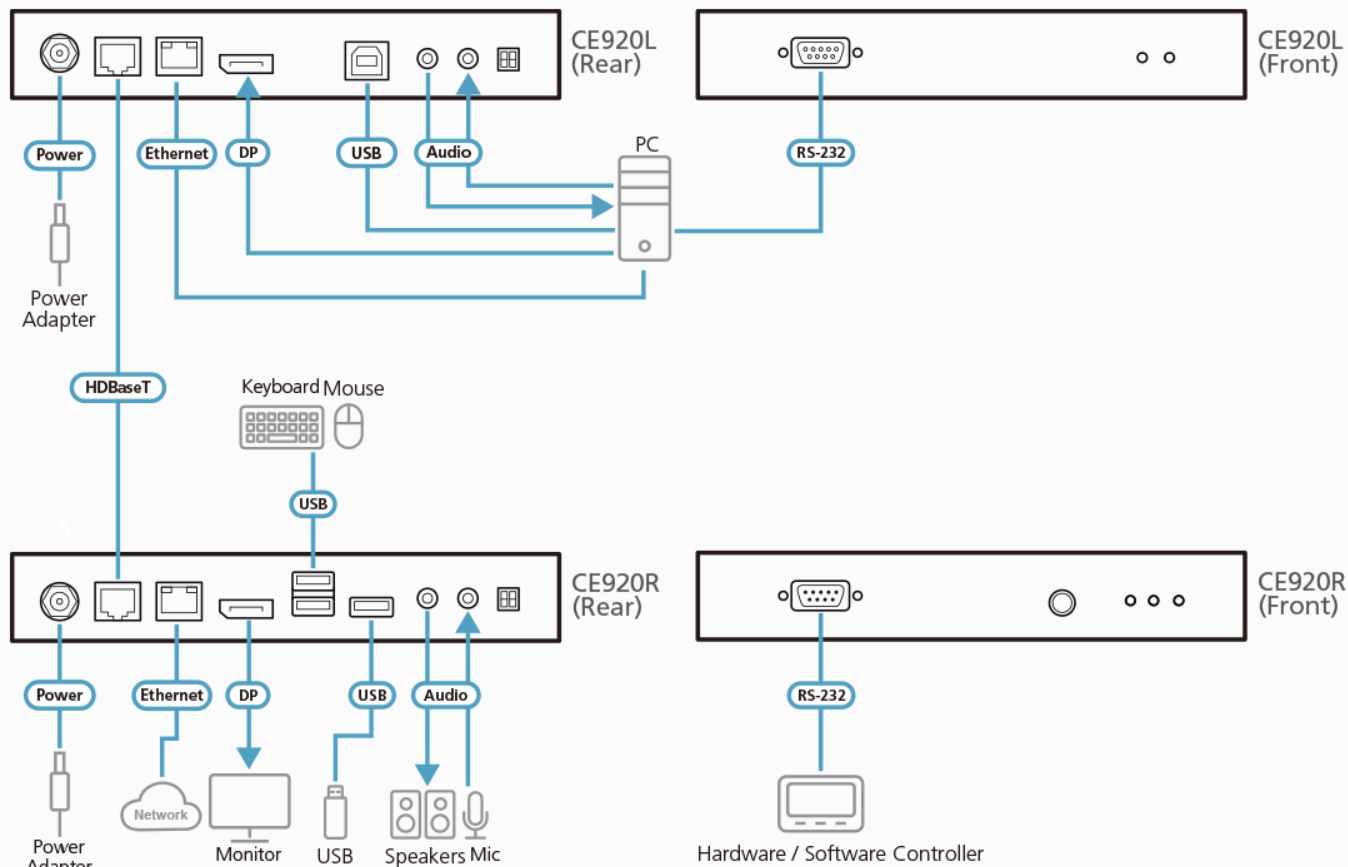 CE920L
(Rear)
CE920L
(Front)
Power
Ethernet
DP
USB
Audio
PC
RS-232
Power
Adapter
HDBaseT
Keyboard Mouse
USB
5
CE920R
(Rear)
CE920R
(Front)
Power
Ethernet
DP
USB
Audio
RS-232
Network
Power
Adapter
Monitor
USB
Speakers Mic
Hardware / Software Controller